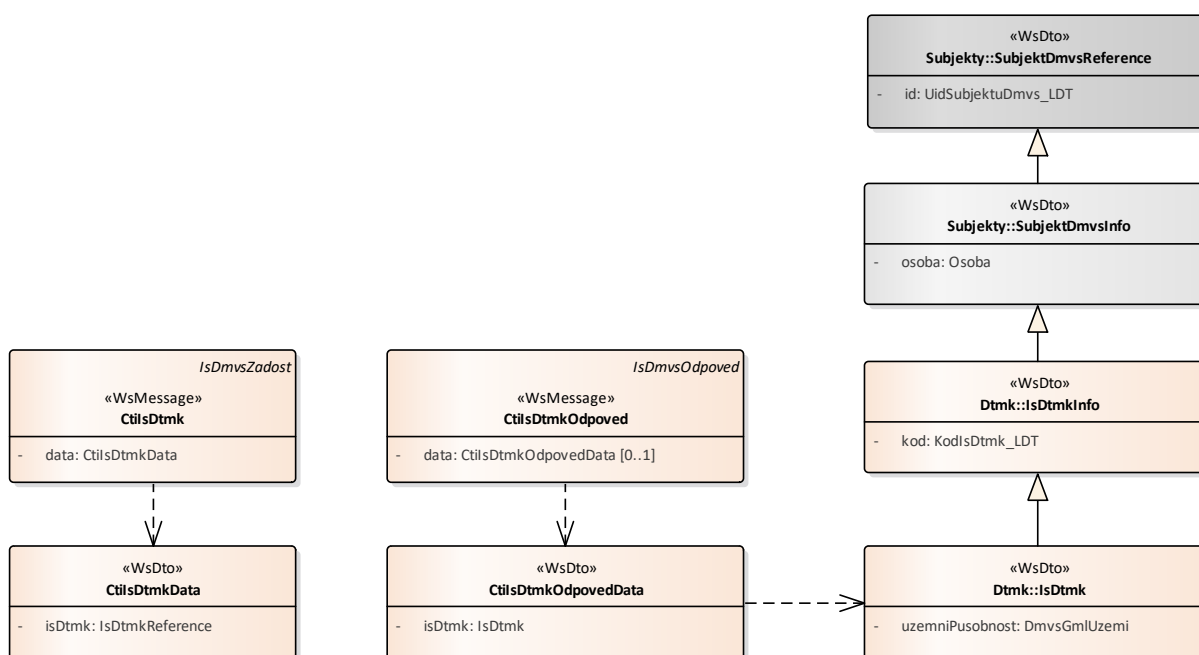 «WsDto»
Subjekty::SubjektDmvsReference
- id: UidSubjektuDmvs_LDT
«WsDto»
Subjekty::SubjektDmvsInfo
- osoba: Osoba
IsDmvsZadost
«WsMessage»
CtiIsDtmk
- data: CtiIsDtmkData
IsDmvsOdpoved
«WsMessage»
CtiIsDtmkOdpoved
- data: CtiIsDtmkOdpovedData [0..1]
«WsDto»
Dtmk::IsDtmkInfo
- kod: KodIsDtmk_LDT
«WsDto»
CtiIsDtmkData
- isDtmk: IsDtmkReference
«WsDto»
CtiIsDtmkOdpovedData
- isDtmk: IsDtmk
«WsDto»
Dtmk::IsDtmk
- uzemniPusobnost: DmvsGmlUzemi